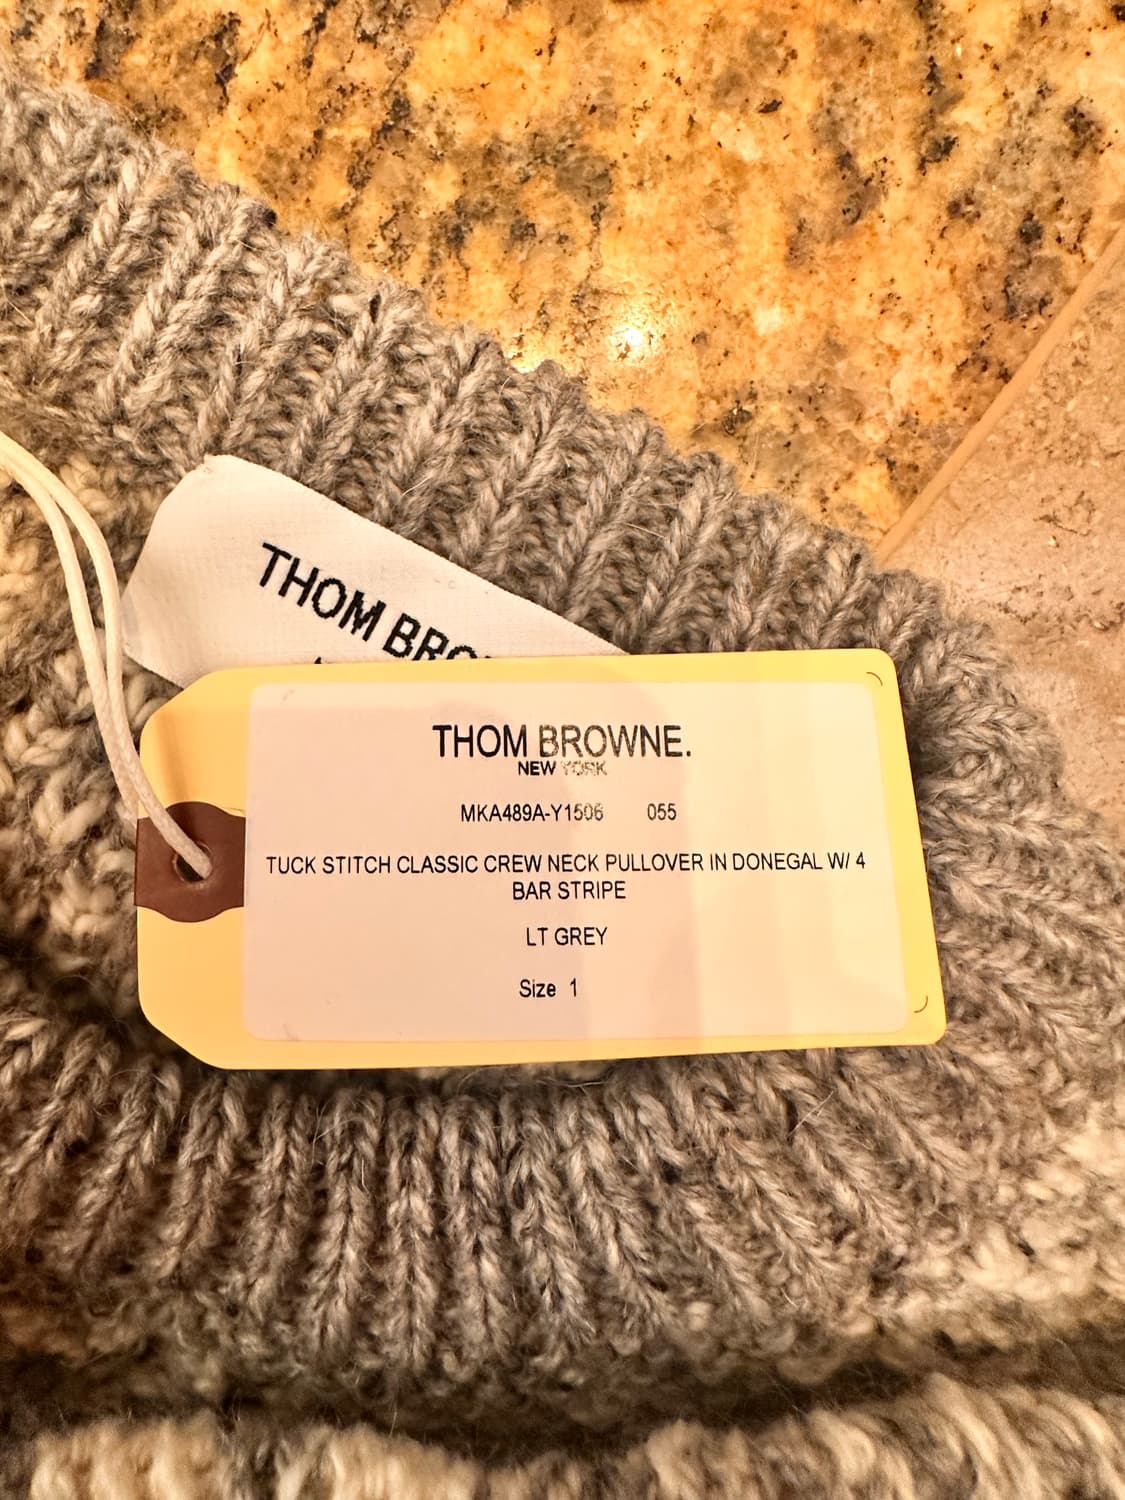 THOM BRO
THOM BROWNE.
NEW YORK
MKA489A-Y1506 055
TUCK STITCH CLASSIC CREW NECK PULLOVER IN DONEGAL W/ 4
BAR STRIPE
LT GREY
Size 1